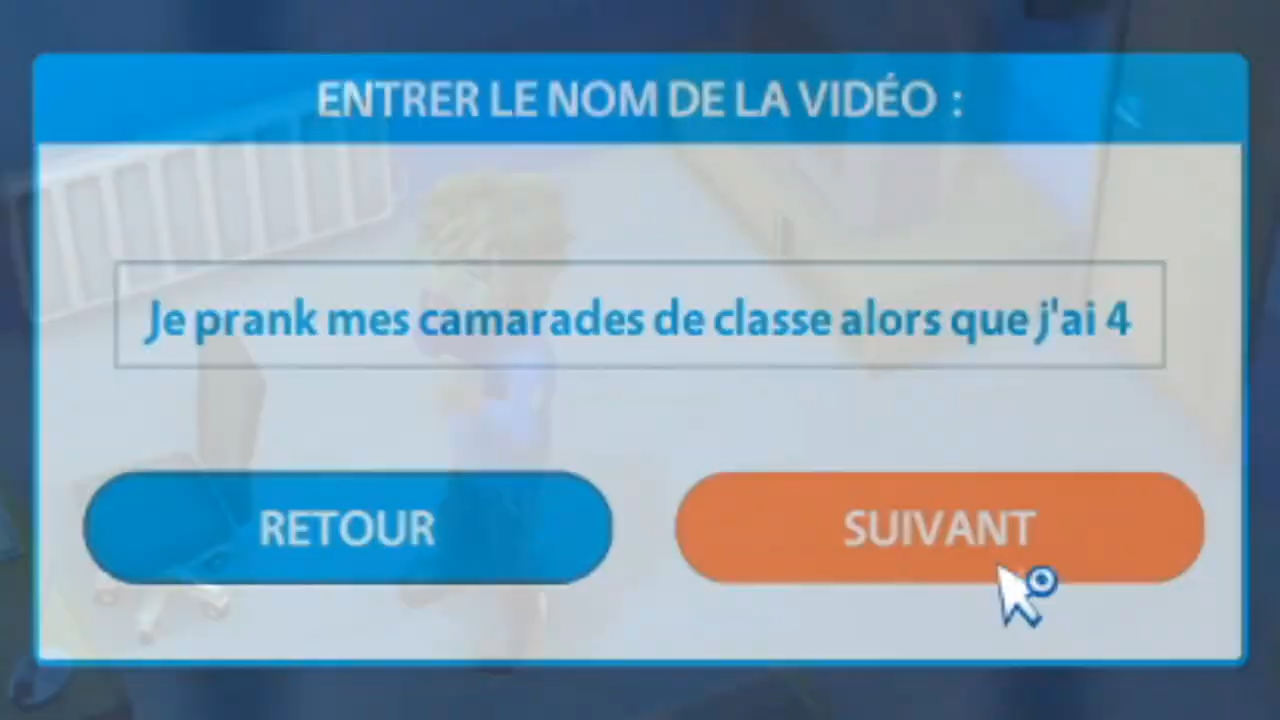 ENTRER LE NOM DE LA VIDÉO :
Je prank mes camarades de classe alors que j'ai 4
RETOUR
SUIVANT